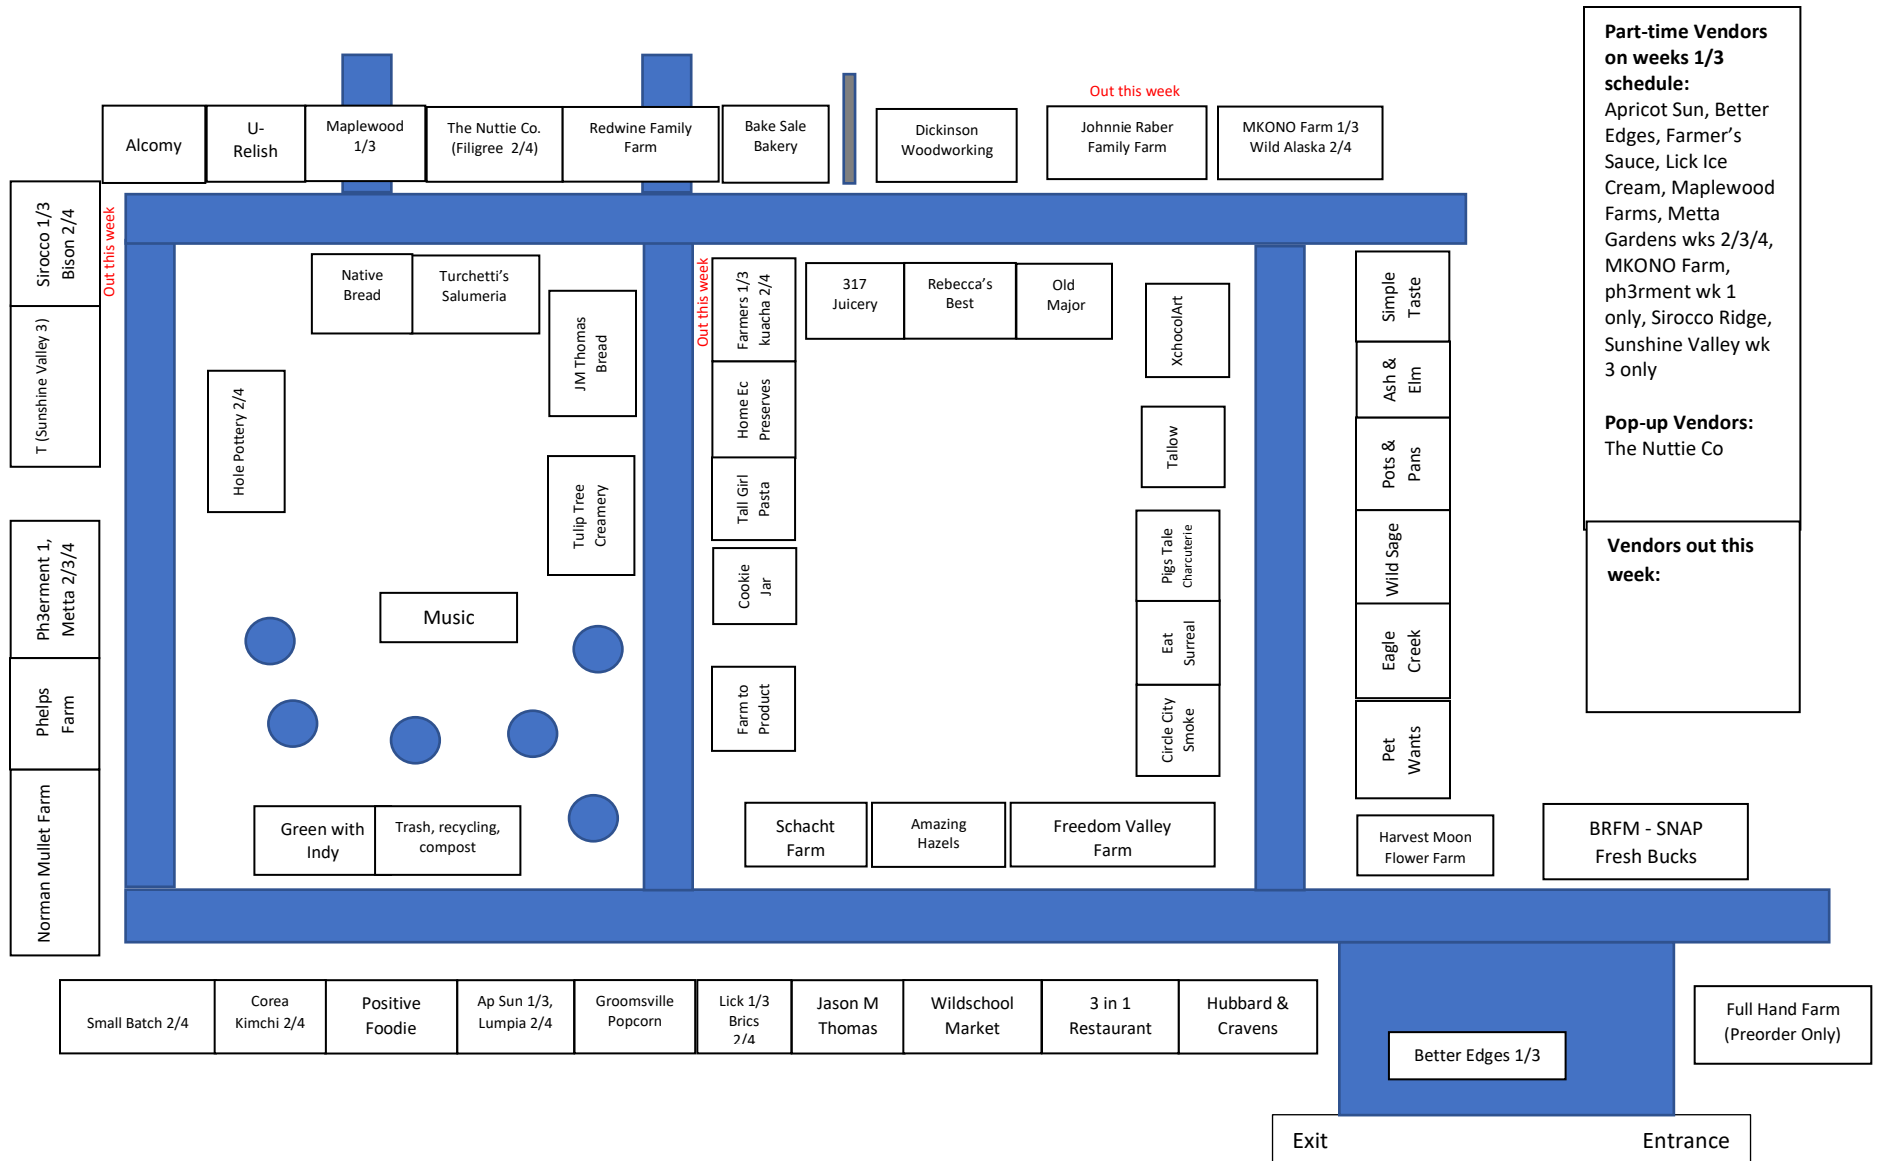 Out this week
Alcomy
U-
Relish
Maplewood
1/3
The Nuttie Co.
(Filigree 2/4)
Redwine Family
Farm
Bake Sale
Bakery
Dickinson
Woodworking
Johnnie Raber
Family Farm
MKONO Farm 1/3
Wild Alaska 2/4
Part-time Vendors
on weeks 1/3
schedule:
Apricot Sun, Better
Edges, Farmer’s
Sauce, Lick Ice
Cream, Maplewood
Farms, Metta
Gardens wks 2/3/4,
MKONO Farm,
ph3rment wk 1
only, Sirocco Ridge,
Sunshine Valley wk
3 only
Pop-up Vendors:
The Nuttie Co
Vendors out this
week:
Sirocco 1/3
Bison 2/4
Out this week
T (Sunshine Valley 3)
Ph3erment 1,
Metta 2/3/4
Phelps
Farm
Norman Mullet Farm
Native
Bread
Turchetti’s
Salumeria
JM Thomas
Bread
Hole Pottery 2/4
Tulip Tree
Creamery
Music
Green with
Indy
Trash, recycling,
compost
Out this week
Farmers 1/3
kuacha 2/4
Home Ec
Preserves
Tall Girl
Pasta
Cookie
Jar
Farm to
Product
317
Juicery
Rebecca’s
Best
Old
Major
XchocolArt
Tallow
Pigs Tale
Charcuterie
Eat
Surreal
Circle City
Smoke
Schacht
Farm
Amazing
Hazels
Freedom Valley
Farm
Simple
Taste
Ash &
Elm
Pots &
Pans
Wild Sage
Eagle
Creek
Pet
Wants
Harvest Moon
Flower Farm
BRFM - SNAP
Fresh Bucks
Small Batch 2/4
Corea
Kimchi 2/4
Positive
Foodie
Ap Sun 1/3,
Lumpia 2/4
Groomsville
Popcorn
Lick 1/3
Brics
2/4
Jason M
Thomas
Wildschool
Market
3 in 1
Restaurant
Hubbard &
Cravens
Better Edges 1/3
Full Hand Farm
(Preorder Only)
Exit
Entrance